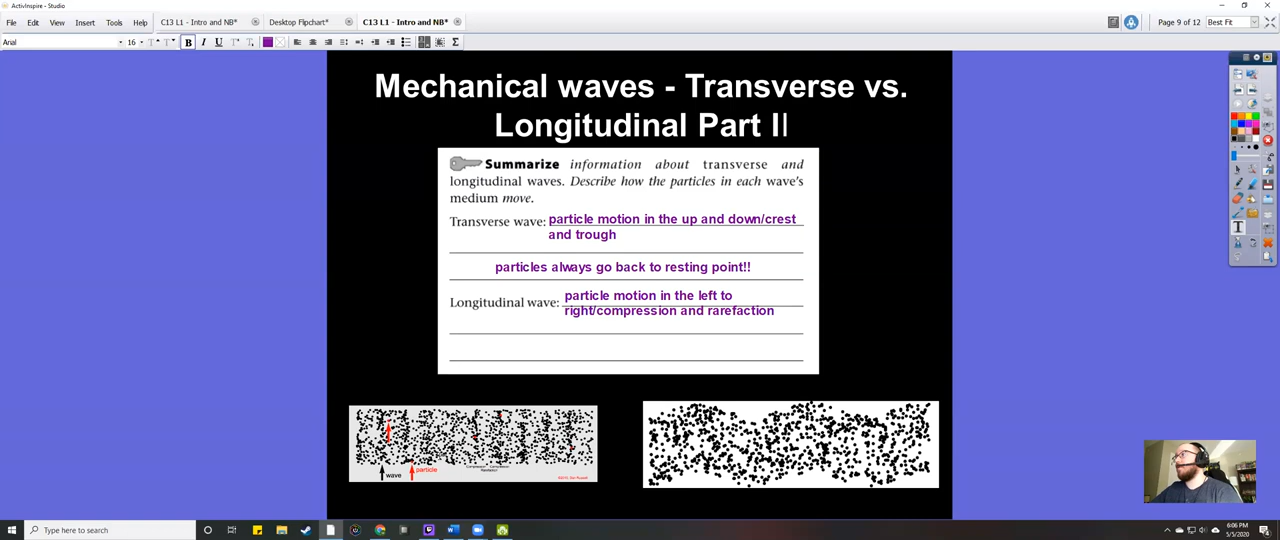 ActivInspire - Studio
File Edit View Insert Tools Help C13 L1 - Intro and NB* Desktop Flipchart* C13 L1 - Intro and NB* Page 9 of 12 Best Fit
Arial 16 B I U
Mechanical waves - Transverse vs.
Longitudinal Part II
Summarize information about transverse and
longitudinal waves. Describe how the particles in each wave's
medium move.
Transverse wave: particle motion in the up and down/crest
and trough
particles always go back to resting point!!
Longitudinal wave: particle motion in the left to
right/compression and rarefaction
wave particle
Type here to search
6:06 PM
5/5/2020